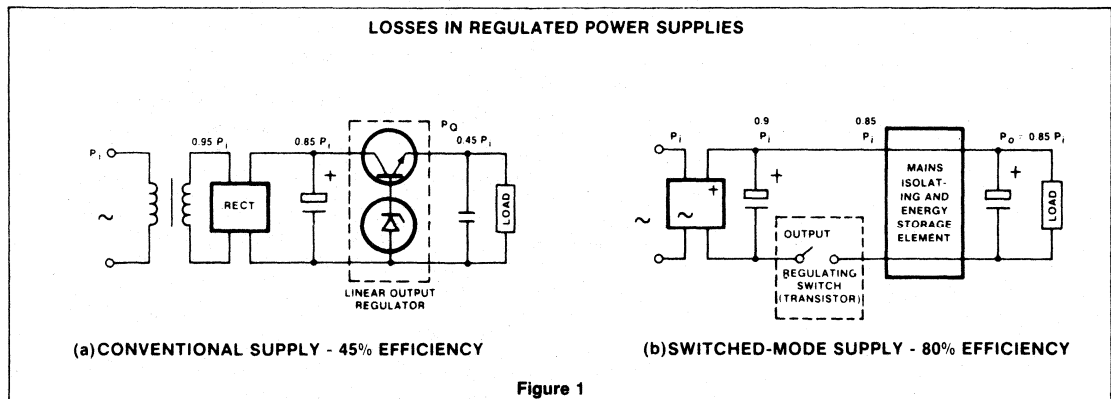 LOSSES IN REGULATED POWER SUPPLIES
Pi
0.95 Pi
RECT
0.85 Pi
+
PQ
0.45 Pi
LOAD
~
LINEAR OUTPUT
REGULATOR
(a) CONVENTIONAL SUPPLY - 45% EFFICIENCY
Pi
0.9
Pi
0.85
Pi
Po = 0.85 Pi
+
~
+
~
MAINS
ISOLAT-
ING AND
ENERGY
STORAGE
ELEMENT
+
LOAD
OUTPUT
REGULATING
SWITCH
(TRANSISTOR)
(b) SWITCHED-MODE SUPPLY - 80% EFFICIENCY
Figure 1